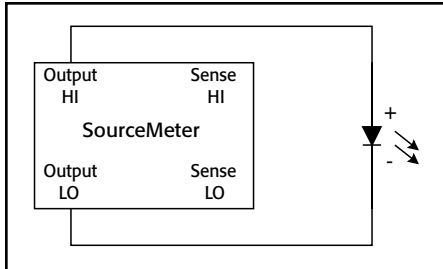 Output Sense
HI HI
SourceMeter
Output Sense
LO LO
+
-